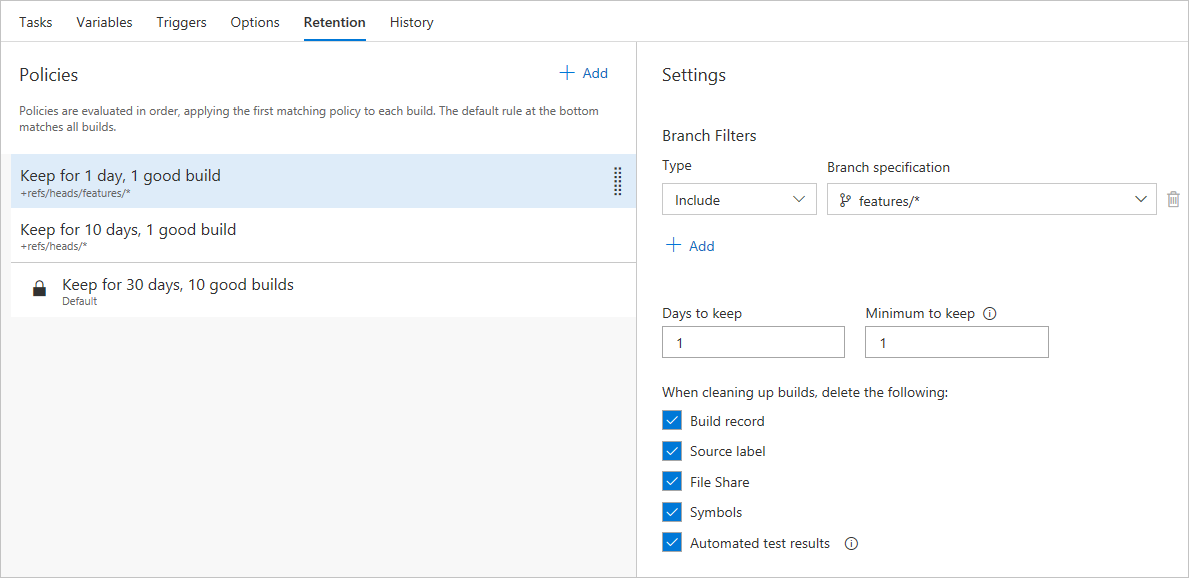 Tasks Variables Triggers Options Retention History
Policies
Add
Policies are evaluated in order, applying the first matching policy to each build. The default rule at the bottom
matches all builds.
Keep for 1 day, 1 good build
+refs/heads/features/*
Keep for 10 days, 1 good build
+refs/heads/*
Keep for 30 days, 10 good builds
Default
Settings
Branch Filters
Type Branch specification
Include features/*
Add
Days to keep Minimum to keep
1 1
When cleaning up builds, delete the following:
Build record
Source label
File Share
Symbols
Automated test results